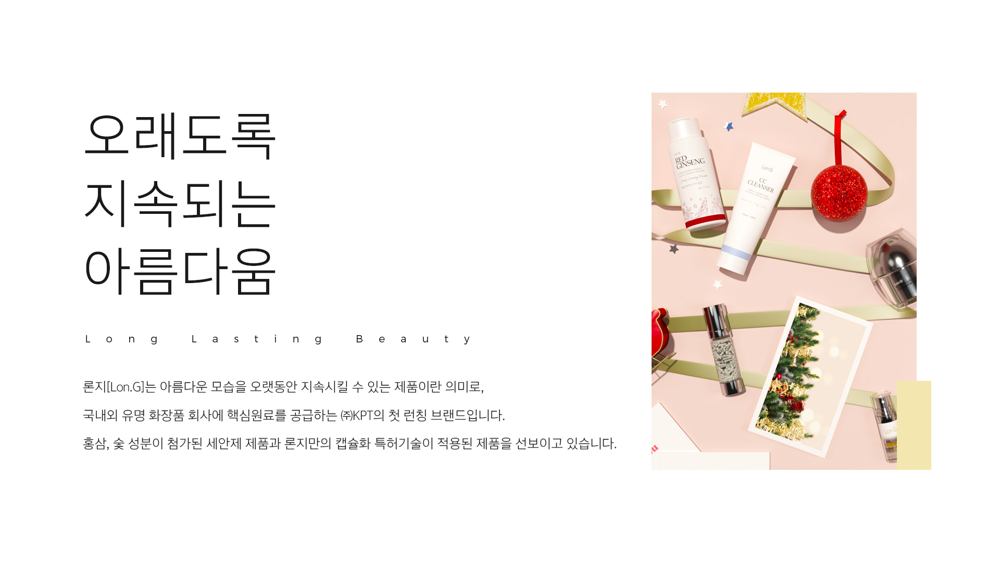 오래도록
지속되는
아름다움
Long Lasting Beauty
론지[Lon.G]는 아름다운 모습을 오랫동안 지속시킬 수 있는 제품이란 의미로,
국내외 유명 화장품 회사에 핵심원료를 공급하는 ㈜KPT의 첫 런칭 브랜드입니다.
홍삼, 숯 성분이 첨가된 세안제 제품과 론지만의 캡슐화 특허기술이 적용된 제품을 선보이고 있습니다.
Lon.G
RED
GINSENG
Lon.G
CC
CLEANSER
Lon.G
Lon.G
Lon.G